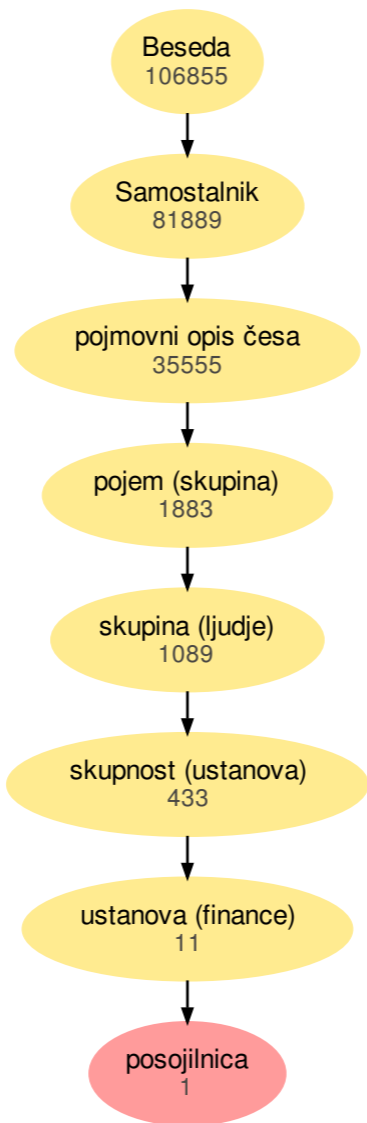 Beseda
106855
Samostalnik
81889
pojmovni opis česa
35555
pojem (skupina)
1883
skupina (ljudje)
1089
skupnost (ustanova)
433
ustanova (finance)
11
posojilnica
1